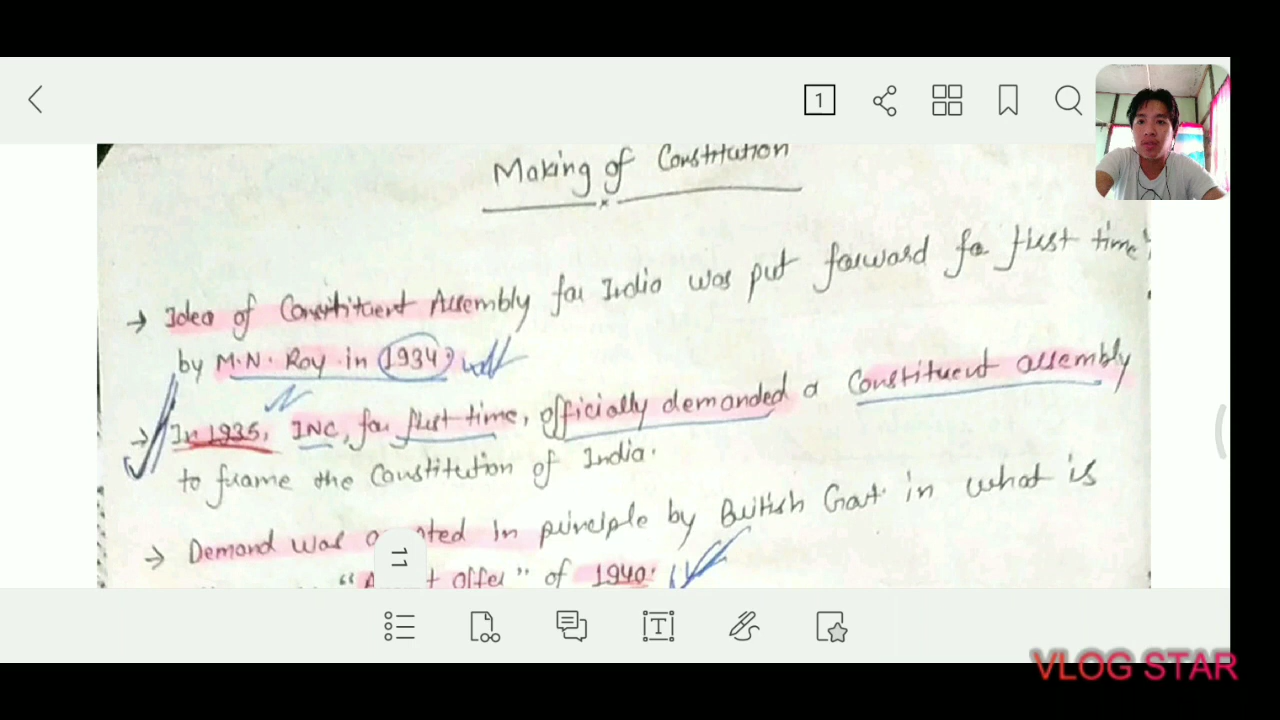 1
Making of Constitution
→ Idea of Constituent Assembly for India was put forward for first time
by M.N. Roy in 1934
→ In 1935, INC, for first time, officially demanded a Constituent assembly
to frame the Constitution of India.
→ Demand was in principle by British Govt. in what is
offer" of 1940.
11
VLOG STAR